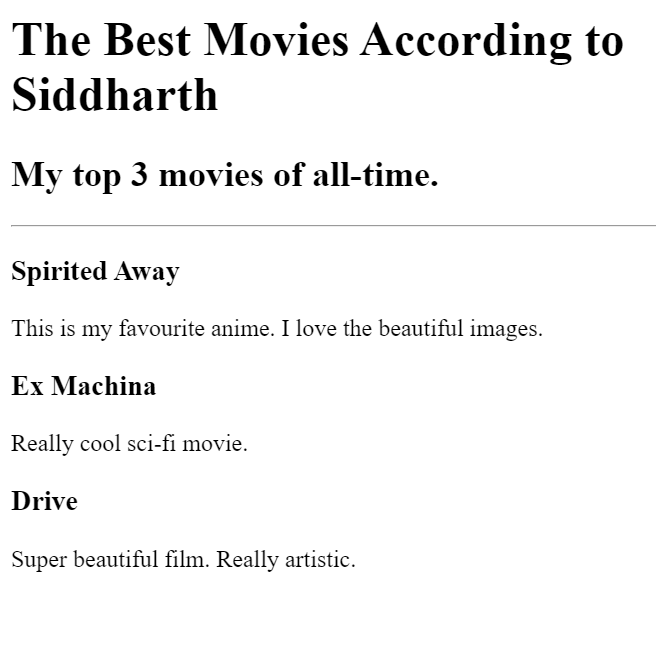 The Best Movies According to
Siddharth
My top 3 movies of all-time.
Spirited Away
This is my favourite anime. I love the beautiful images.
Ex Machina
Really cool sci-fi movie.
Drive
Super beautiful film. Really artistic.